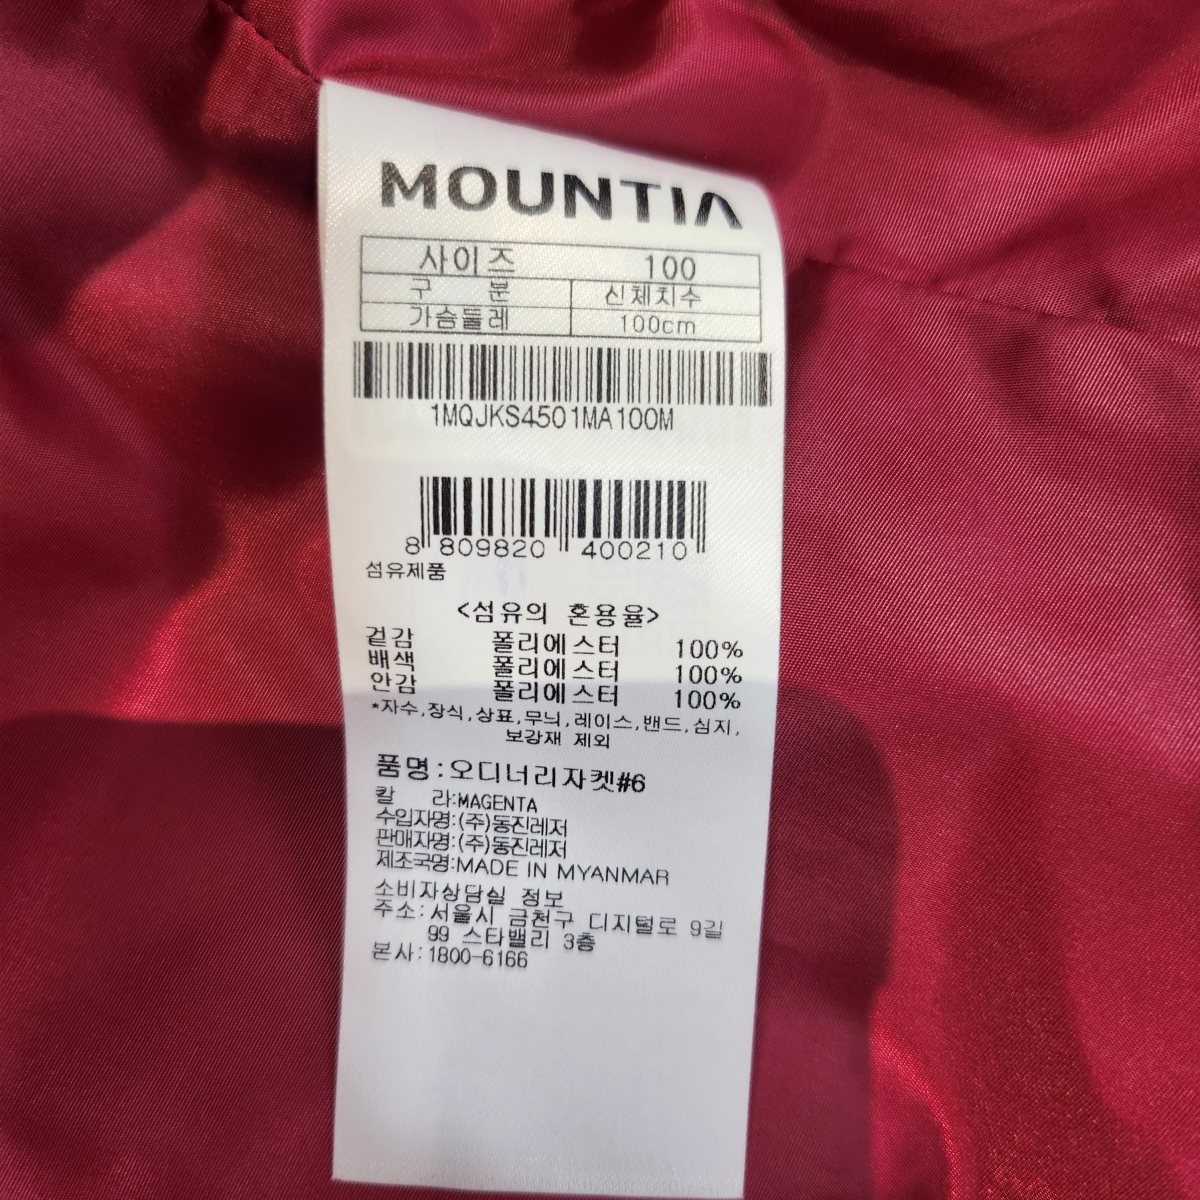 MOUNTIA
사이즈 100
구 분 신체치수
가슴둘레 100cm
1MQJKS4501MA100M
8 809820 400210
섬유제품
<섬유의 혼용율>
겉감 폴리에스터 100%
배색 폴리에스터 100%
안감 폴리에스터 100%
*자수,장식,상표,무늬,레이스,밴드,심지,
보강재 제외
품명:오디너리자켓#6
칼 라:MAGENTA
수입자명:(주)동진레저
판매자명:(주)동진레저
제조국명:MADE IN MYANMAR
소비자상담실 정보
주소:서울시 금천구 디지털로 9길
99 스타밸리 3층
본사:1800-6166